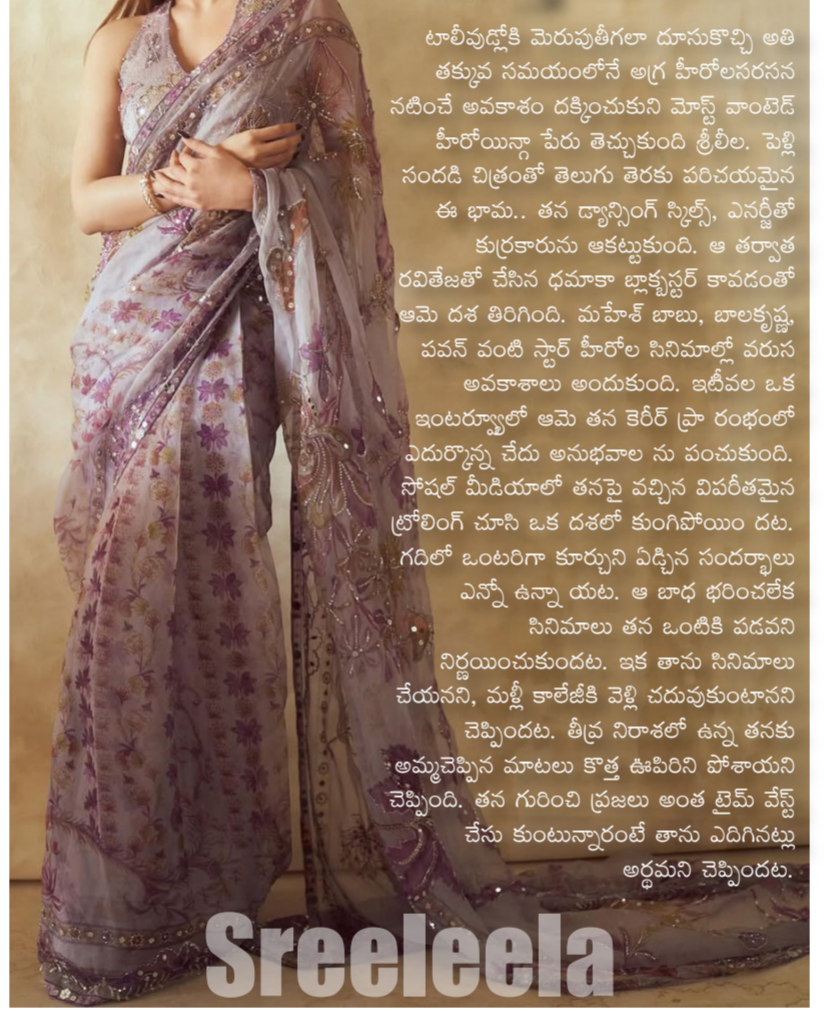 టాలీవుడ్లోకి మెరుపుతీగలా దూసుకొచ్చి అతి
తక్కువ సమయంలోనే అగ్ర హీరోలసరసన
నటించే అవకాశం దక్కించుకుని మోస్ట్ వాంటెడ్
హీరోయిన్గా పేరు తెచ్చుకుంది శ్రీలీల. పెళ్లి
సందడి చిత్రంతో తెలుగు తెరకు పరిచయమైన
ఈ భామ.. తన డ్యాన్సింగ్ స్కిల్స్, ఎనర్జీతో
కుర్రకారును ఆకట్టుకుంది. ఆ తర్వాత
రవితేజతో చేసిన ధమాకా బ్లాక్బస్టర్ కావడంతో
ఆమె దశ తిరిగింది. మహేశ్ బాబు, బాలకృష్ణ,
పవన్ వంటి స్టార్ హీరోల సినిమాల్లో వరుస
అవకాశాలు అందుకుంది. ఇటీవల ఒక
ఇంటర్వ్యూలో ఆమె తన కెరీర్ ప్రా రంభంలో
ఎదుర్కొన్న చేదు అనుభవాల ను పంచుకుంది.
సోషల్ మీడియాలో తనపై వచ్చిన విపరీతమైన
ట్రోలింగ్ చూసి ఒక దశలో కుంగిపోయిం దట.
గదిలో ఒంటరిగా కూర్చుని ఏడ్చిన సందర్భాలు
ఎన్నో ఉన్నా యట. ఆ బాధ భరించలేక
సినిమాలు తన ఒంటికి పడవని
నిర్ణయించుకుందట. ఇక తాను సినిమాలు
చేయనని, మళ్లీ కాలేజీకి వెళ్లి చదువుకుంటానని
చెప్పిందట. తీవ్ర నిరాశలో ఉన్న తనకు
అమ్మచెప్పిన మాటలు కొత్త ఊపిరిని పోశాయని
చెప్పింది. తన గురించి ప్రజలు అంత టైమ్ వేస్ట్
చేసు కుంటున్నారంటే తాను ఎదిగినట్లు
అర్థమని చెప్పిందట.
Sreeleela